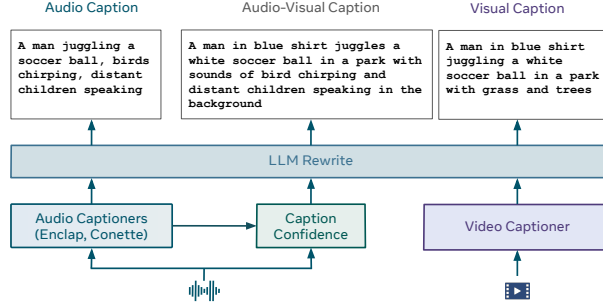 Audio Caption
Audio-Visual Caption
Visual Caption
A man juggling a
soccer ball, birds
chirping, distant
children speaking
A man in blue shirt juggles a
white soccer ball in a park with
sounds of bird chirping and
distant children speaking in the
background
A man in blue shirt
juggling a white
soccer ball in a park
with grass and trees
LLM Rewrite
Audio Captioners
(Enclap, Conette)
Caption
Confidence
Video Captioner